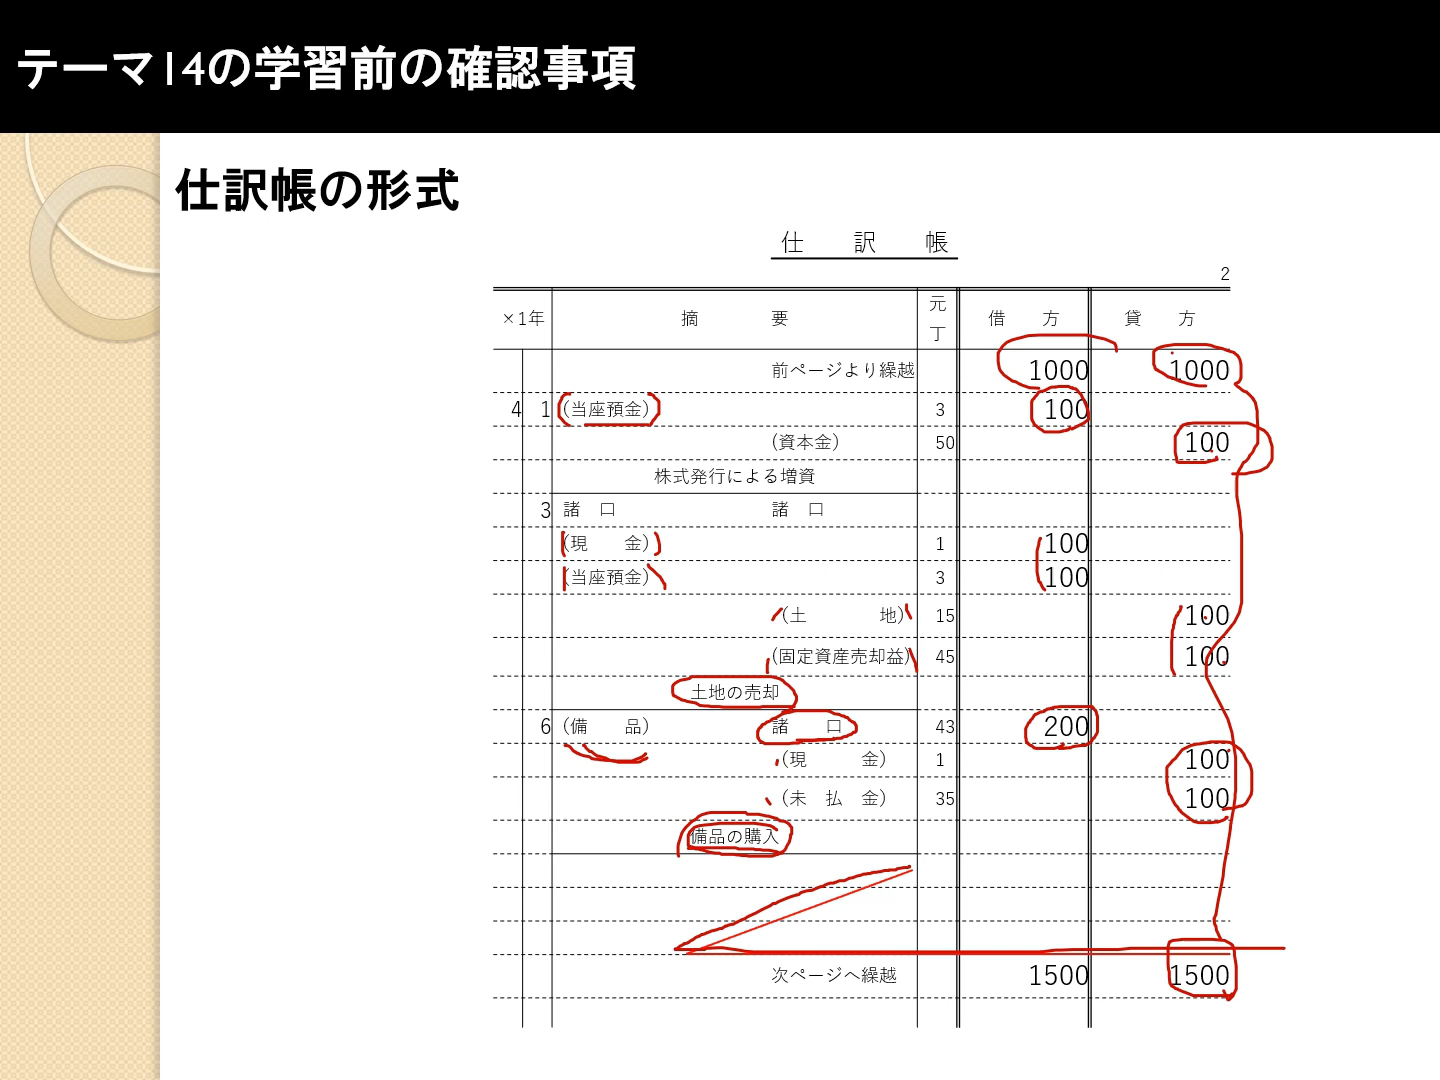 テーマ14の学習前の確認事項
仕訳帳の形式
仕 訳 帳
2
×1年 摘 要 元丁 借 方 貸 方
前ページより繰越 1000 1000
4 1 (当座預金) 3 100
(資本金) 50 100
株式発行による増資
3 諸 口 諸 口
(現 金) 1 100
(当座預金) 3 100
(土 地) 15 100
(固定資産売却益) 45 100
土地の売却
6 (備 品) 諸 口 43 200
(現 金) 1 100
(未 払 金) 35 100
備品の購入
次ページへ繰越 1500 1500